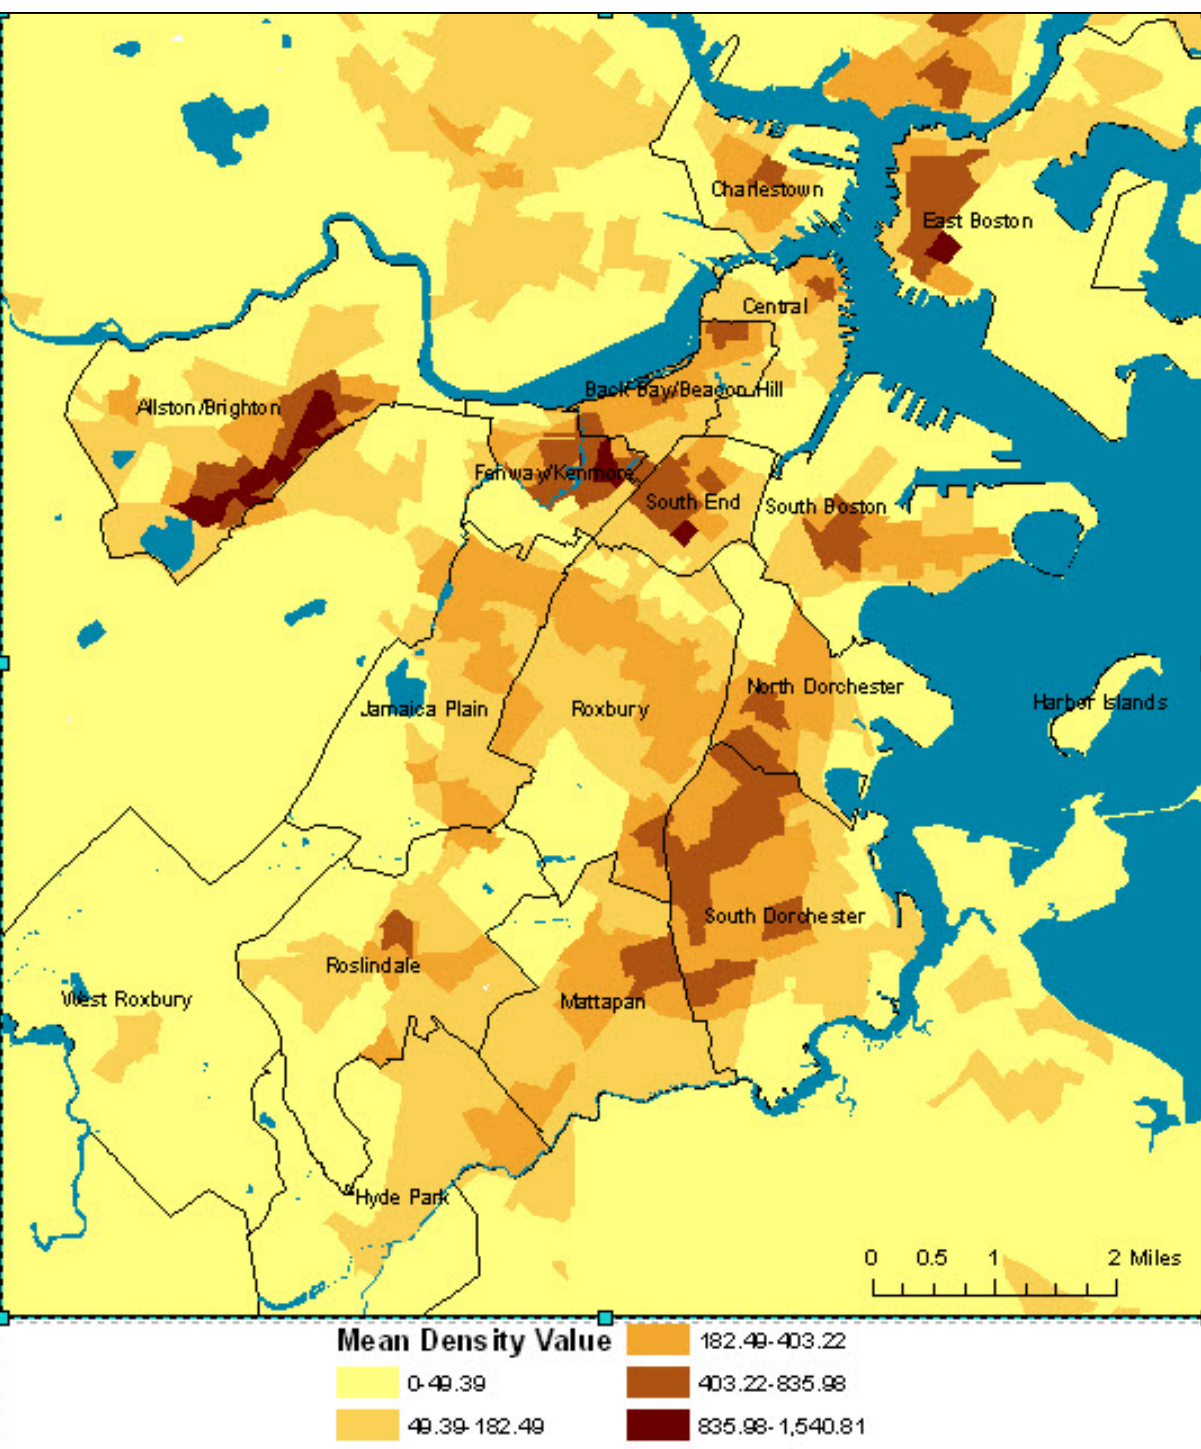 Charlestown
East Boston
Central
Back Bay/Beacon Hill
Allston/Brighton
Fenway/Kenmore
South End
South Boston
North Dorchester
Harbor Islands
Jamaica Plain
Roxbury
South Dorchester
Roslindale
West Roxbury
Mattapan
Hyde Park
0 0.5 1 2 Miles
Mean Density Value
0-49.39
49.39-182.49
182.49-403.22
403.22-835.98
835.98-1,540.81